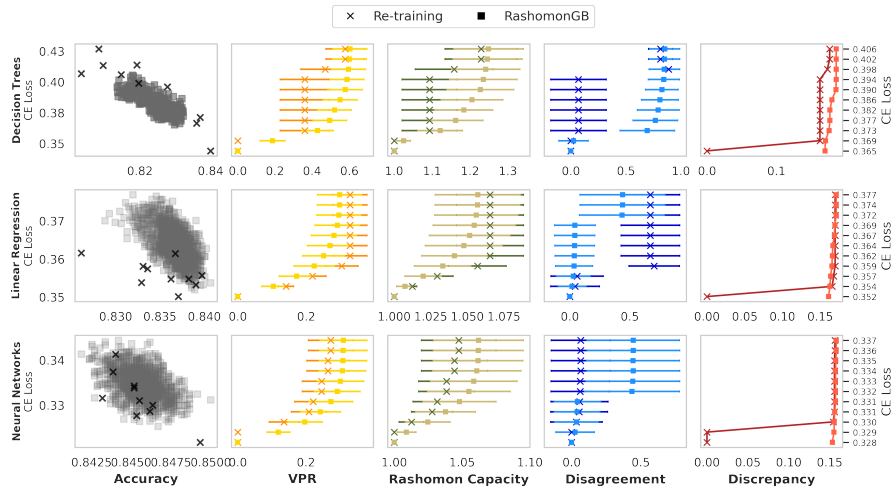 Re-training RashomonGB
Decision Trees
CE Loss
0.43
0.40
0.38
0.35
0.82 0.84
0.0 0.2 0.4 0.6
1.0 1.1 1.2 1.3
0.0 0.5 1.0
0.0 0.1
0.406
0.402
0.398
0.394
0.390
0.386
0.382
0.377
0.373
0.369
0.365
CE Loss
Linear Regression
CE Loss
0.37
0.36
0.35
0.830 0.835 0.840
0.0 0.2
1.000 1.025 1.050 1.075
0.0 0.5
0.00 0.05 0.10 0.15
0.377
0.374
0.372
0.369
0.367
0.364
0.362
0.359
0.357
0.354
0.352
CE Loss
Neural Networks
CE Loss
0.34
0.33
0.8425 0.8450 0.8475 0.8500
0.0 0.2
1.00 1.05 1.10
0.0 0.5
0.00 0.05 0.10 0.15
0.337
0.336
0.335
0.334
0.333
0.332
0.331
0.331
0.330
0.329
0.328
CE Loss
Accuracy VPR Rashomon Capacity Disagreement Discrepancy